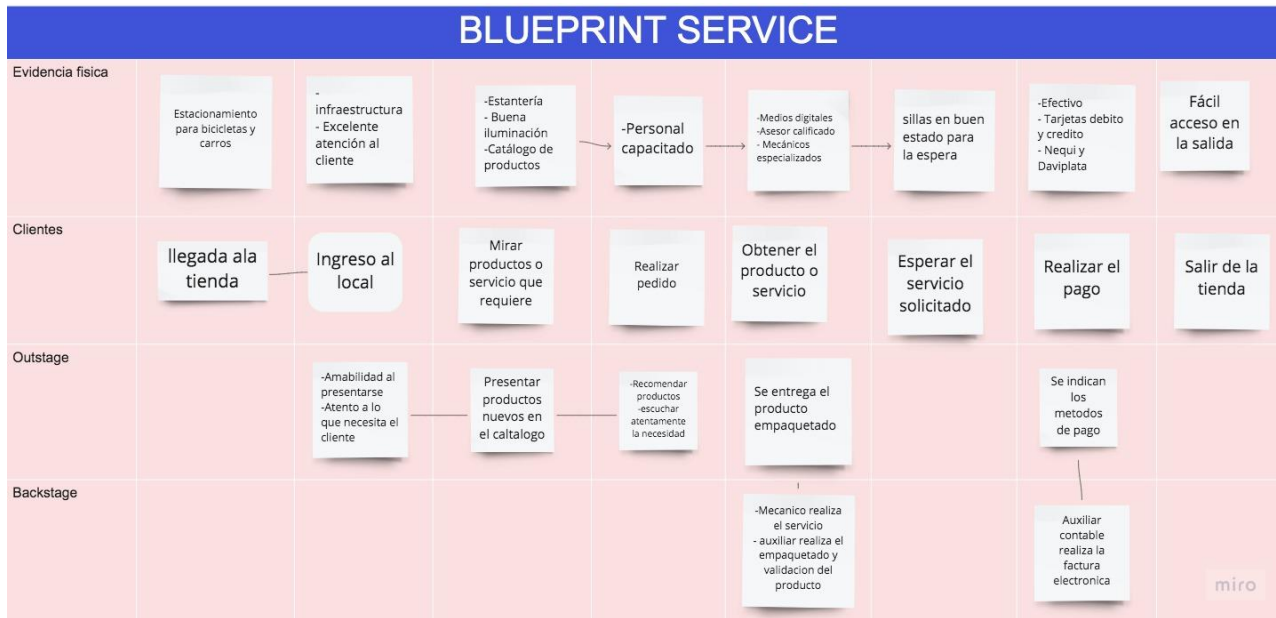 BLUEPRINT SERVICE
Evidencia fisica
Estacionamiento
para bicicletas y
carros
-
infraestructura
- Excelente
atención al
cliente
-Estantería
- Buena
iluminación
-Catálogo de
productos
-Personal
capacitado
-Medios digitales
-Asesor calificado
- Mecánicos
especializados
sillas en buen
estado para
la espera
-Efectivo
- Tarjetas debito
y credito
- Nequi y
Daviplata
Fácil
acceso en
la salida
Clientes
llegada ala
tienda
Ingreso al
local
Mirar
productos o
servicio que
requiere
Realizar
pedido
Obtener el
producto o
servicio
Esperar el
servicio
solicitado
Realizar el
pago
Salir de la
tienda
Outstage
-Amabilidad al
presentarse
-Atento a lo
que necesita el
cliente
Presentar
productos
nuevos en
el caltalogo
-Recomendar
productos
-escuchar
atentamente
la necesidad
Se entrega el
producto
empaquetado
Se indican
los
metodos
de pago
Backstage
-Mecanico realiza
el servicio
- auxiliar realiza el
empaquetado y
validacion del
producto
Auxiliar
contable
realiza la
factura
electronica
miro